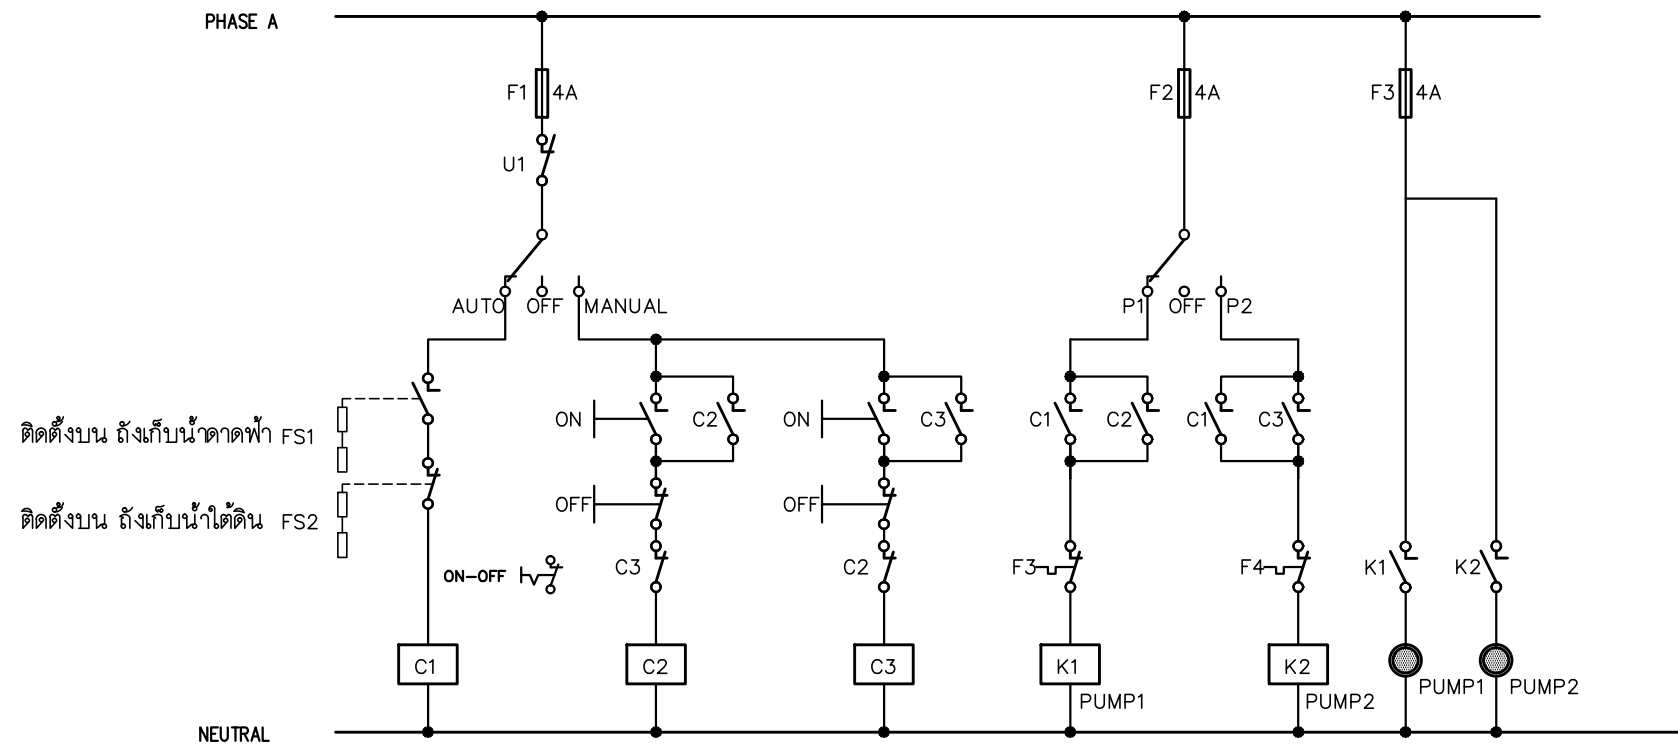 PHASE A
F1 4A
F2 4A
F3 4A
U1
AUTO OFF MANUAL
P1 OFF P2
ON C2
ON C3
C1 C2
C1 C3
ติดตั้งบน ถังเก็บน้ำดาดฟ้า FS1
ติดตั้งบน ถังเก็บน้ำใต้ดิน FS2
OFF
OFF
ON-OFF
C3
C2
F3
F4
K1
K2
C1
C2
C3
K1
K2
PUMP1
PUMP2
PUMP1
PUMP2
NEUTRAL